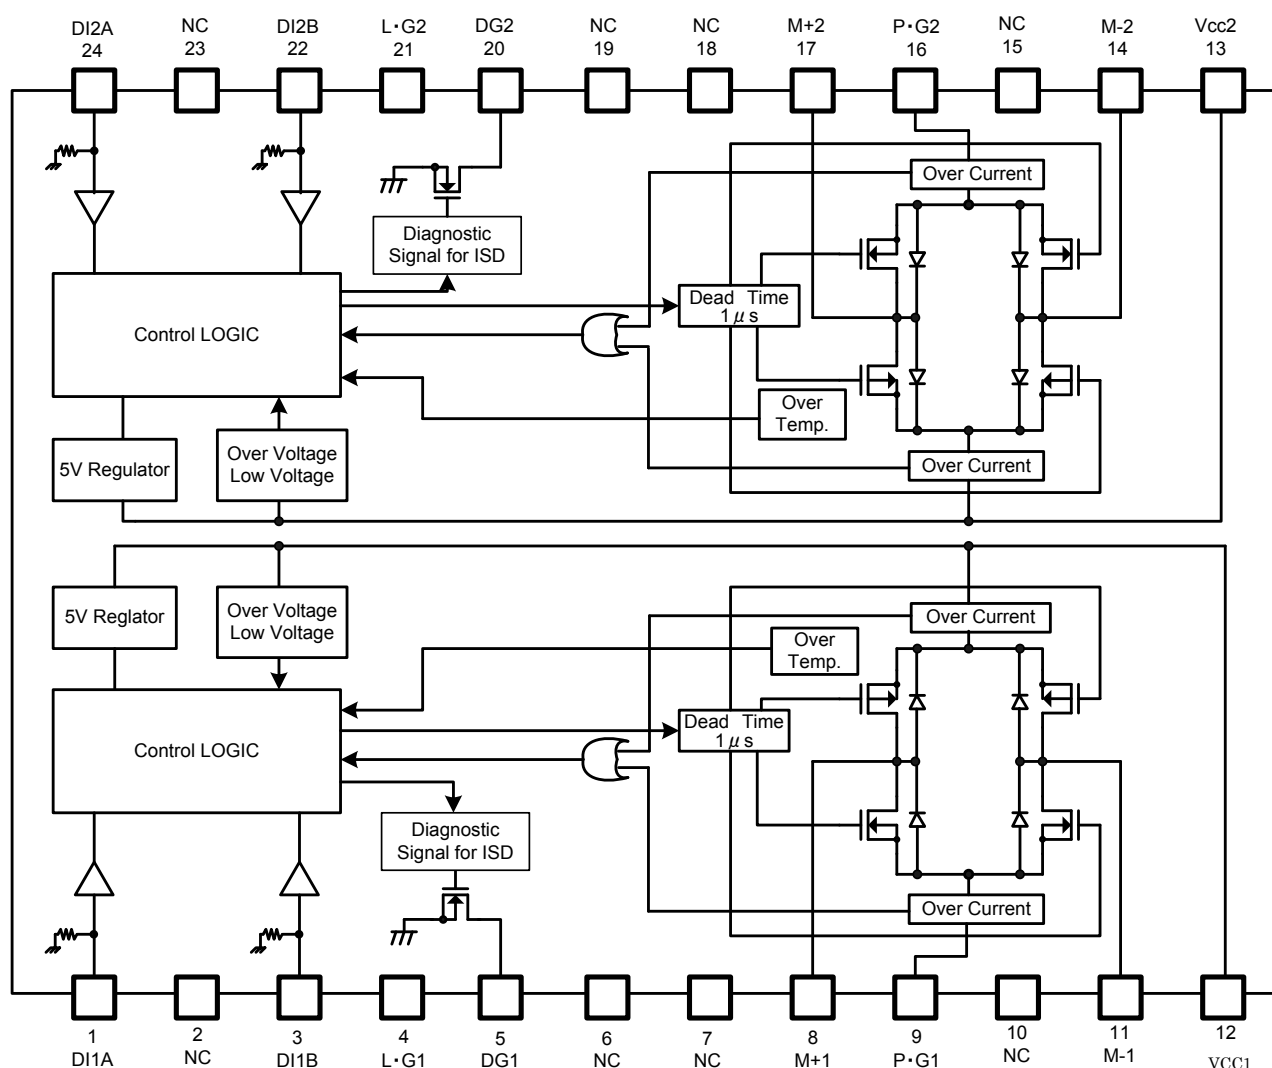 DI2A NC DI2B L·G2 DG2 NC NC M+2 P·G2 NC M-2 Vcc2
24 23 22 21 20 19 18 17 16 15 14 13
Over Current
Diagnostic
Signal for ISD
Dead Time
1μs
Control LOGIC
Over
Temp.
5V Regulator
Over Voltage
Low Voltage
Over Current
5V Reglator
Over Voltage
Low Voltage
Over Current
Over
Temp.
Dead Time
1μs
Control LOGIC
Diagnostic
Signal for ISD
Over Current
1 2 3 4 5 6 7 8 9 10 11 12
DI1A NC DI1B L·G1 DG1 NC NC M+1 P·G1 NC M-1 VCC1